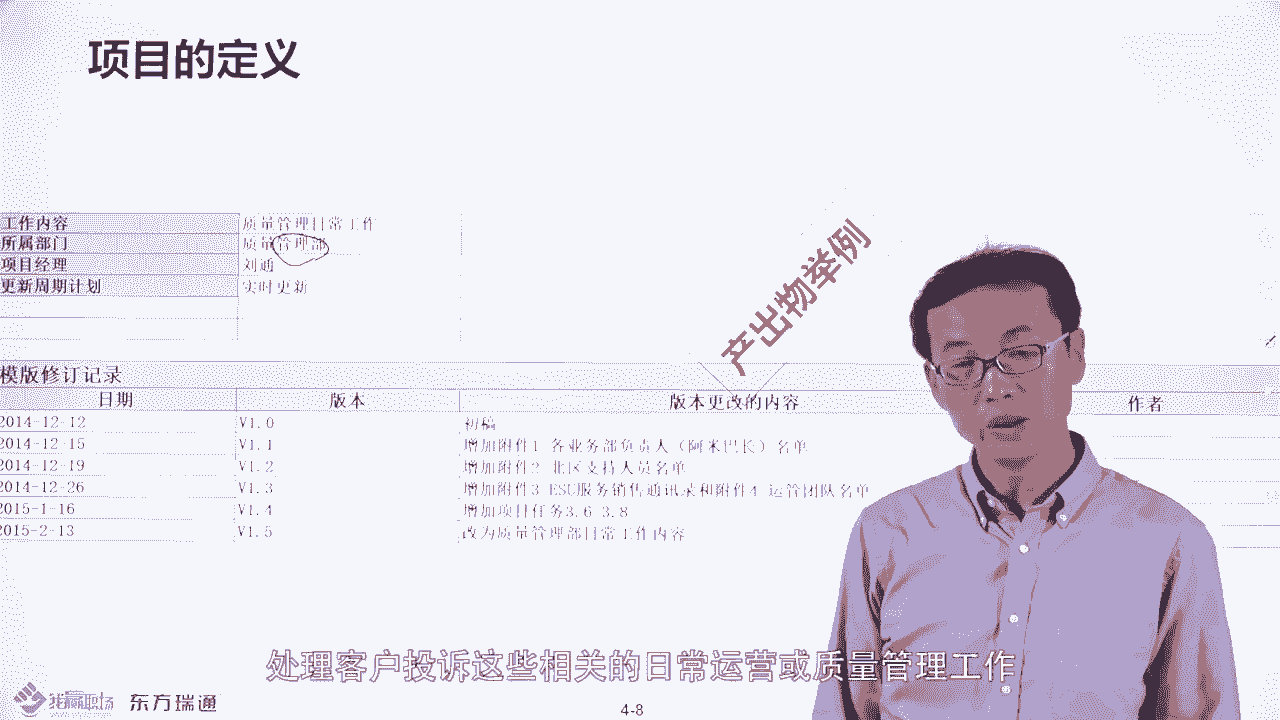 项目的定义
工作内容 质量管理日常工作
所属部门 质量管理部
项目经理 刘通
更新周期计划 实时更新
产出物举例
模版修订记录
日期 版本 版本更改的内容 作者
2014-12-12 V1.0 初稿
2014-12-15 V1.1 增加附件1 各业务部负责人（阿米巴长）名单
2014-12-19 V1.2 增加附件2 北区支持人员名单
2014-12-26 V1.3 增加附件3 ESU服务销售通讯录和附件4 运管团队名单
2015-1-16 V1.4 增加项目任务3.6 3.8
2015-2-13 V1.5 改为质量管理部日常工作内容
处理客户投诉这些相关的日常运营或质量管理工作
我赢职场 东方瑞通
4-8